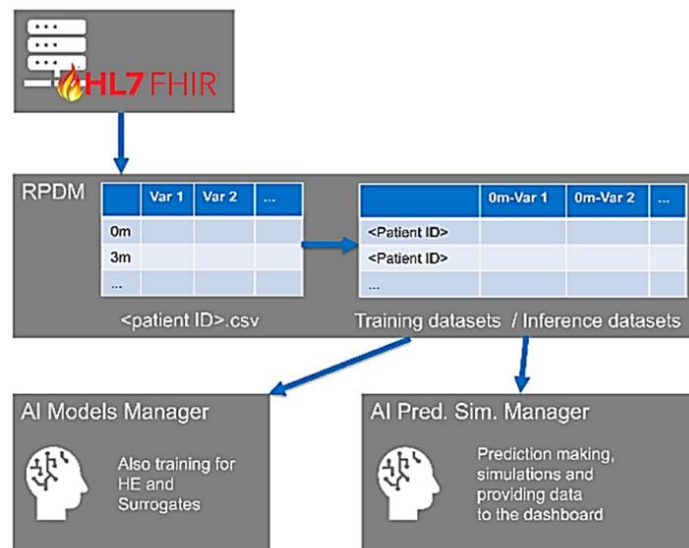 HL7 FHIR®
RPDM
Var 1 Var 2 ...
0m
3m
...
<patient ID>.csv
0m-Var 1 0m-Var 2 ...
<Patient ID>
<Patient ID>
...
Training datasets / Inference datasets
AI Models Manager
Also training for
HE and
Surrogates
AI Pred. Sim. Manager
Prediction making,
simulations and
providing data
to the dashboard